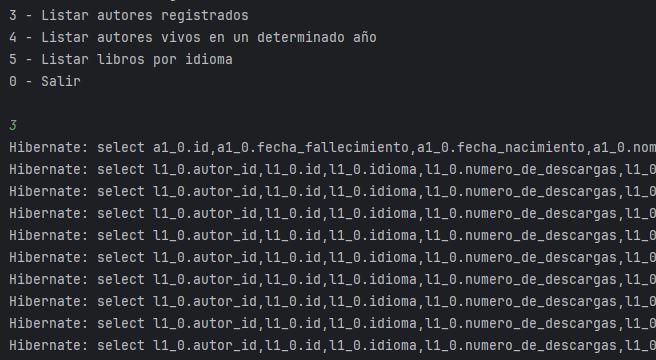 3 - Listar autores registrados
4 - Listar autores vivos en un determinado año
5 - Listar libros por idioma
0 - Salir
3
Hibernate: select a1_0.id,a1_0.fecha_fallecimiento,a1_0.fecha_nacimiento,a1_0.nom
Hibernate: select l1_0.autor_id,l1_0.id,l1_0.idioma,l1_0.numero_de_descargas,l1_0
Hibernate: select l1_0.autor_id,l1_0.id,l1_0.idioma,l1_0.numero_de_descargas,l1_0
Hibernate: select l1_0.autor_id,l1_0.id,l1_0.idioma,l1_0.numero_de_descargas,l1_0
Hibernate: select l1_0.autor_id,l1_0.id,l1_0.idioma,l1_0.numero_de_descargas,l1_0
Hibernate: select l1_0.autor_id,l1_0.id,l1_0.idioma,l1_0.numero_de_descargas,l1_0
Hibernate: select l1_0.autor_id,l1_0.id,l1_0.idioma,l1_0.numero_de_descargas,l1_0
Hibernate: select l1_0.autor_id,l1_0.id,l1_0.idioma,l1_0.numero_de_descargas,l1_0
Hibernate: select l1_0.autor_id,l1_0.id,l1_0.idioma,l1_0.numero_de_descargas,l1_0
Hibernate: select l1_0.autor_id,l1_0.id,l1_0.idioma,l1_0.numero_de_descargas,l1_0